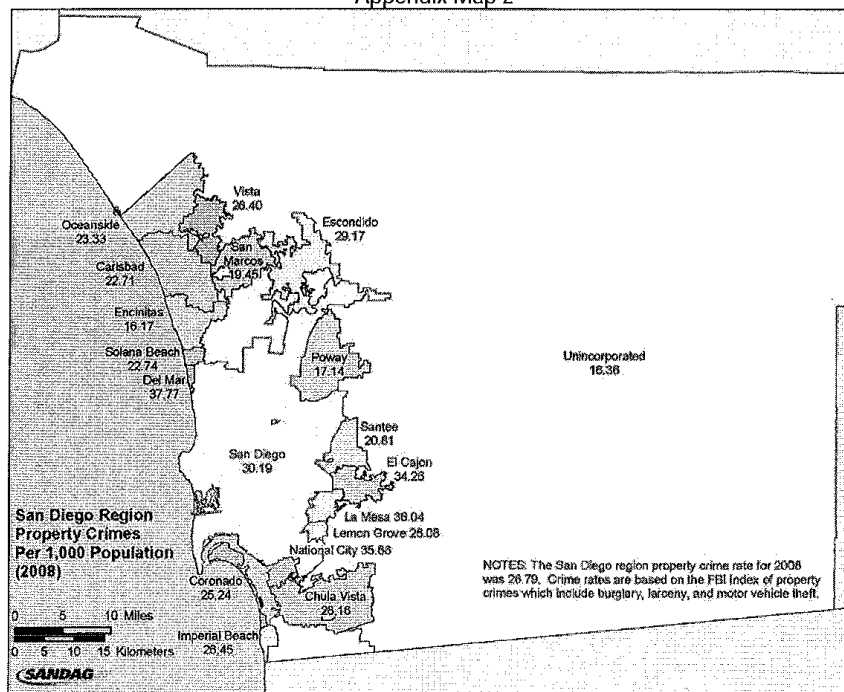 Appendix Map 2
Vista
26.40
Oceanside
23.33
Escondido
29.17
San
Marcos
19.45
Carlsbad
22.71
Encinitas
16.17
Solana Beach
22.74
Del Mar
37.77
Poway
17.14
Unincorporated
16.36
Santee
20.81
San Diego
30.19
El Cajon
34.26
La Mesa 36.04
Lemon Grove 26.08
National City 35.66
San Diego Region
Property Crimes
Per 1,000 Population
(2008)
Coronado
25.24
Chula Vista
28.16
Imperial Beach
26.45
NOTES: The San Diego region property crime rate for 2008
was 26.79. Crime rates are based on the FBI Index of property
crimes which include burglary, larceny, and motor vehicle theft.
0 5 10 Miles
0 5 10 15 Kilometers
SANDAG